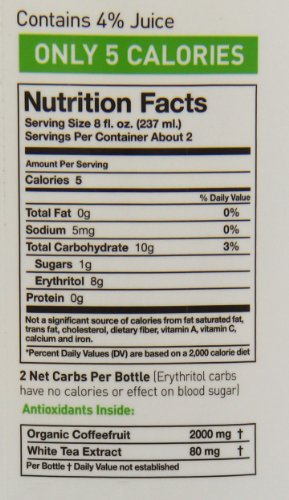 Contains 4% Juice
ONLY 5 CALORIES
Nutrition Facts
Serving Size 8 fl. oz. (237 ml.)
Servings Per Container About 2
Amount Per Serving
Calories 5
% Daily Value
Total Fat 0g 0%
Sodium 5mg 0%
Total Carbohydrate 10g 3%
Sugars 1g
Erythritol 8g
Protein 0g
Not a significant source of calories from fat saturated fat,
trans fat, cholesterol, dietary fiber, vitamin A, vitamin C,
calcium and iron.
*Percent Daily Values (DV) are based on a 2,000 calorie diet
2 Net Carbs Per Bottle (Erythritol carbs
have no calories or effect on blood sugar)
Antioxidants Inside:
Organic Coffeefruit 2000 mg †
White Tea Extract 80 mg †
Per Bottle † Daily Value not established